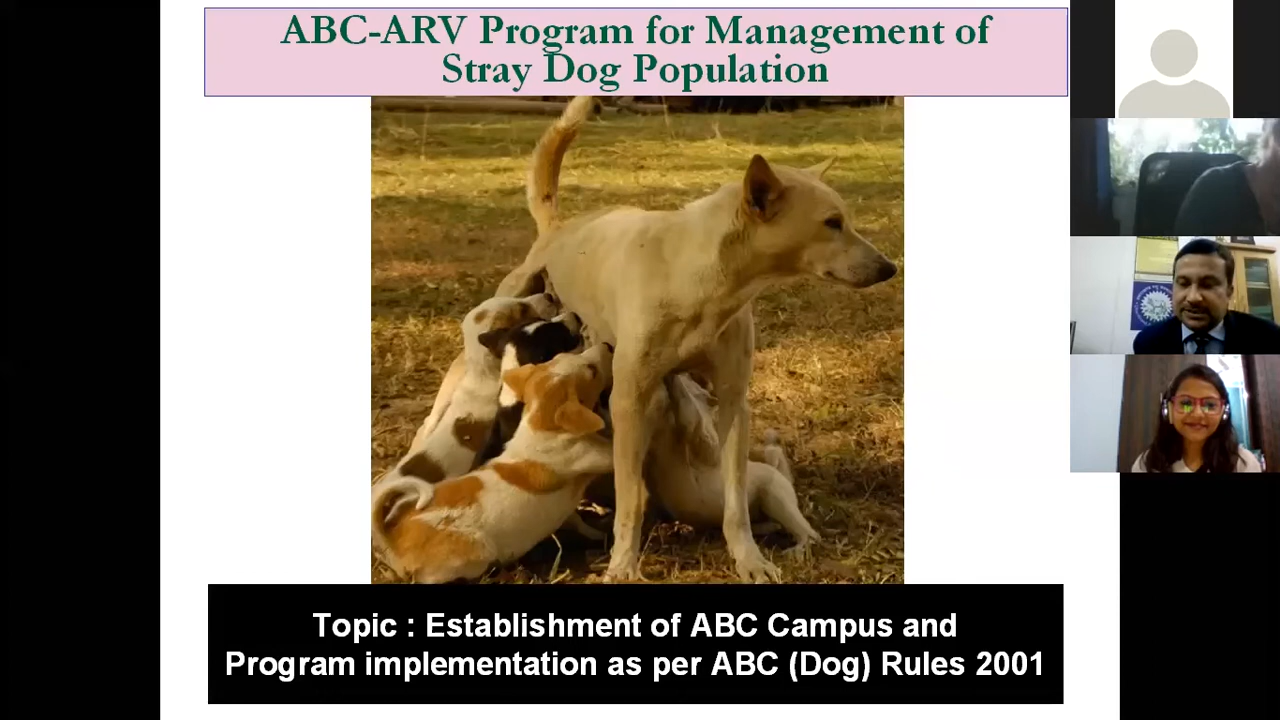 ABC-ARV Program for Management of
Stray Dog Population
Topic : Establishment of ABC Campus and
Program implementation as per ABC (Dog) Rules 2001